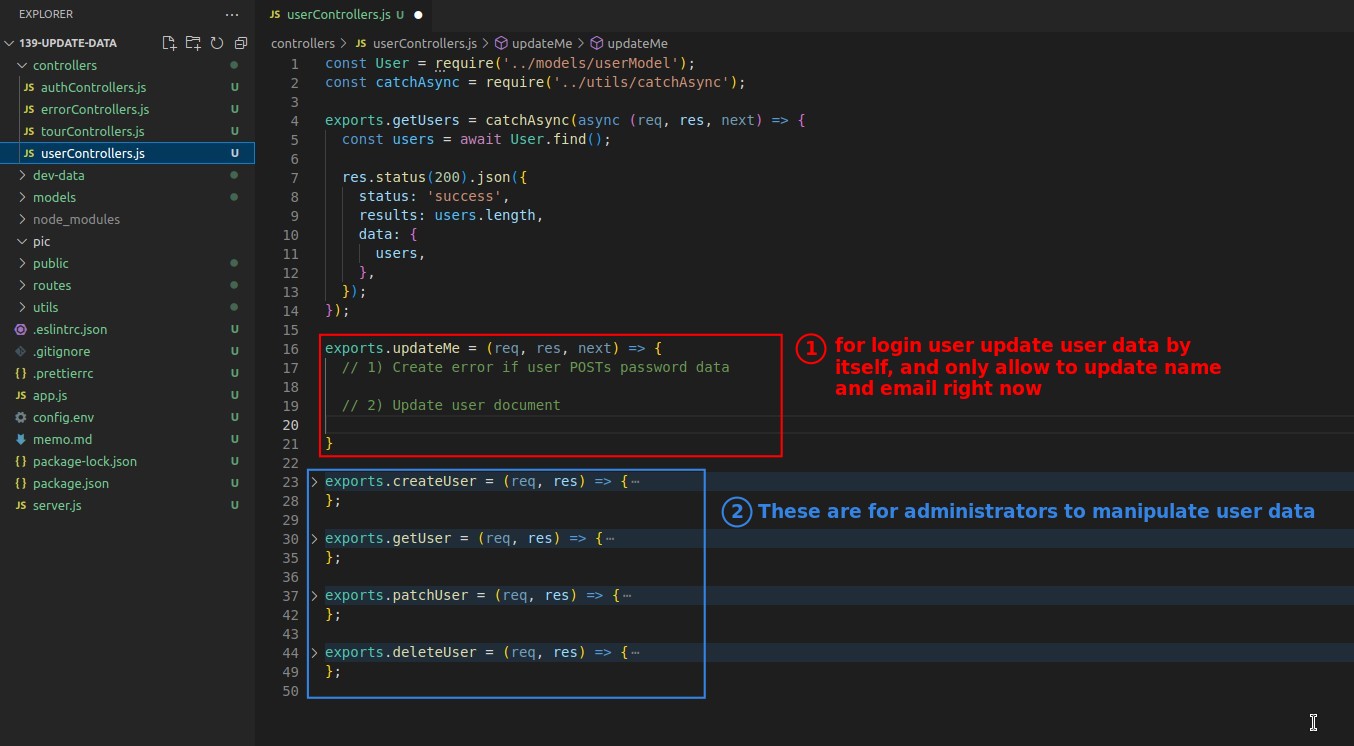 EXPLORER
139-UPDATE-DATA
controllers
JS authControllers.js U
JS errorControllers.js U
JS tourControllers.js U
JS userControllers.js U
dev-data
models
node_modules
pic
public
routes
utils
.eslintrc.json U
.gitignore U
{} .prettierrc U
JS app.js U
config.env U
memo.md U
{} package-lock.json U
{} package.json U
JS server.js U
JS userControllers.js U
controllers > JS userControllers.js > updateMe > updateMe
1 const User = require('../models/userModel');
2 const catchAsync = require('../utils/catchAsync');
3
4 exports.getUsers = catchAsync(async (req, res, next) => {
5 const users = await User.find();
6
7 res.status(200).json({
8 status: 'success',
9 results: users.length,
10 data: {
11 users,
12 },
13 });
14 });
15
16 exports.updateMe = (req, res, next) => {
17 // 1) Create error if user POSTs password data
18
19 // 2) Update user document
20
21 }
22
23 exports.createUser = (req, res) => {⋯
28 };
29
30 exports.getUser = (req, res) => {⋯
35 };
36
37 exports.patchUser = (req, res) => {⋯
42 };
43
44 exports.deleteUser = (req, res) => {⋯
49 };
50
1 for login user update user data by
itself, and only allow to update name
and email right now
2 These are for administrators to manipulate user data